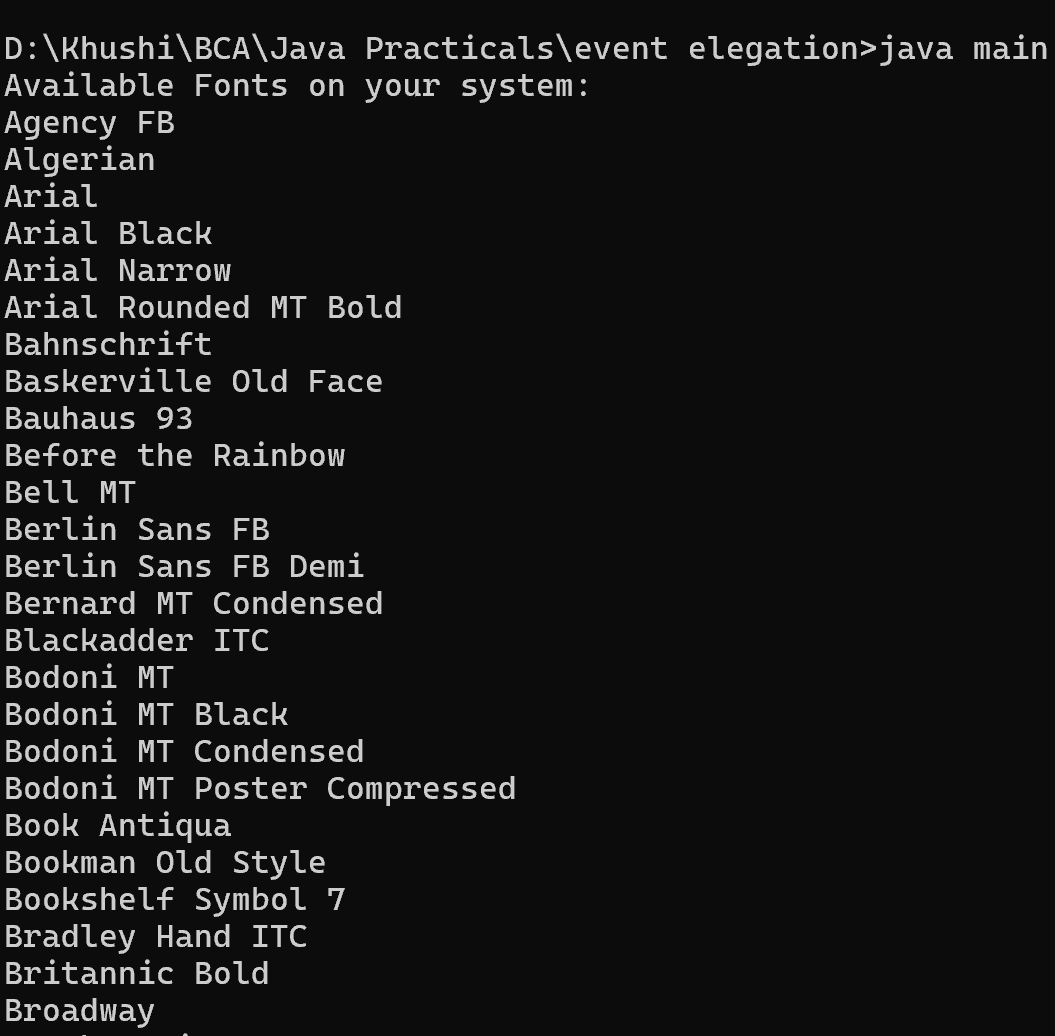 D:\Khushi\BCA\Java Practicals\event elegation>java main
Available Fonts on your system:
Agency FB
Algerian
Arial
Arial Black
Arial Narrow
Arial Rounded MT Bold
Bahnschrift
Baskerville Old Face
Bauhaus 93
Before the Rainbow
Bell MT
Berlin Sans FB
Berlin Sans FB Demi
Bernard MT Condensed
Blackadder ITC
Bodoni MT
Bodoni MT Black
Bodoni MT Condensed
Bodoni MT Poster Compressed
Book Antiqua
Bookman Old Style
Bookshelf Symbol 7
Bradley Hand ITC
Britannic Bold
Broadway